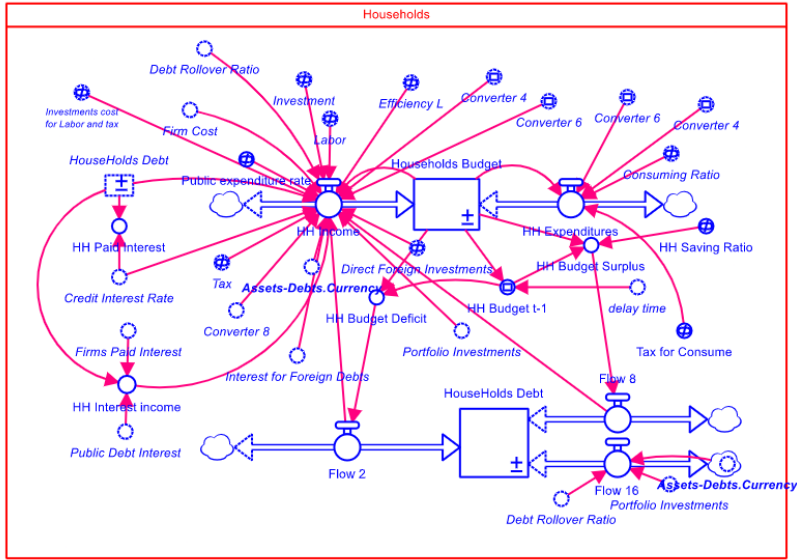 Households
Debt Rollover Ratio
Investments cost
for Labor and tax
Investment
Efficiency L
Converter 4
Converter 6
Converter 6
Converter 4
Firm Cost
Labor
HouseHolds Debt
Public expenditure rate
Households Budget
Consuming Ratio
HH Paid Interest
HH Income
HH Expenditures
HH Saving Ratio
Tax
Direct Foreign Investments
HH Budget Surplus
Credit Interest Rate
Assets-Debts.Currency
HH Budget t-1
delay time
Converter 8
HH Budget Deficit
Firms Paid Interest
Portfolio Investments
Tax for Consume
Interest for Foreign Debts
Flow 8
HH Interest income
HouseHolds Debt
Public Debt Interest
Flow 2
Flow 16
Assets-Debts.Currency
Portfolio Investments
Debt Rollover Ratio